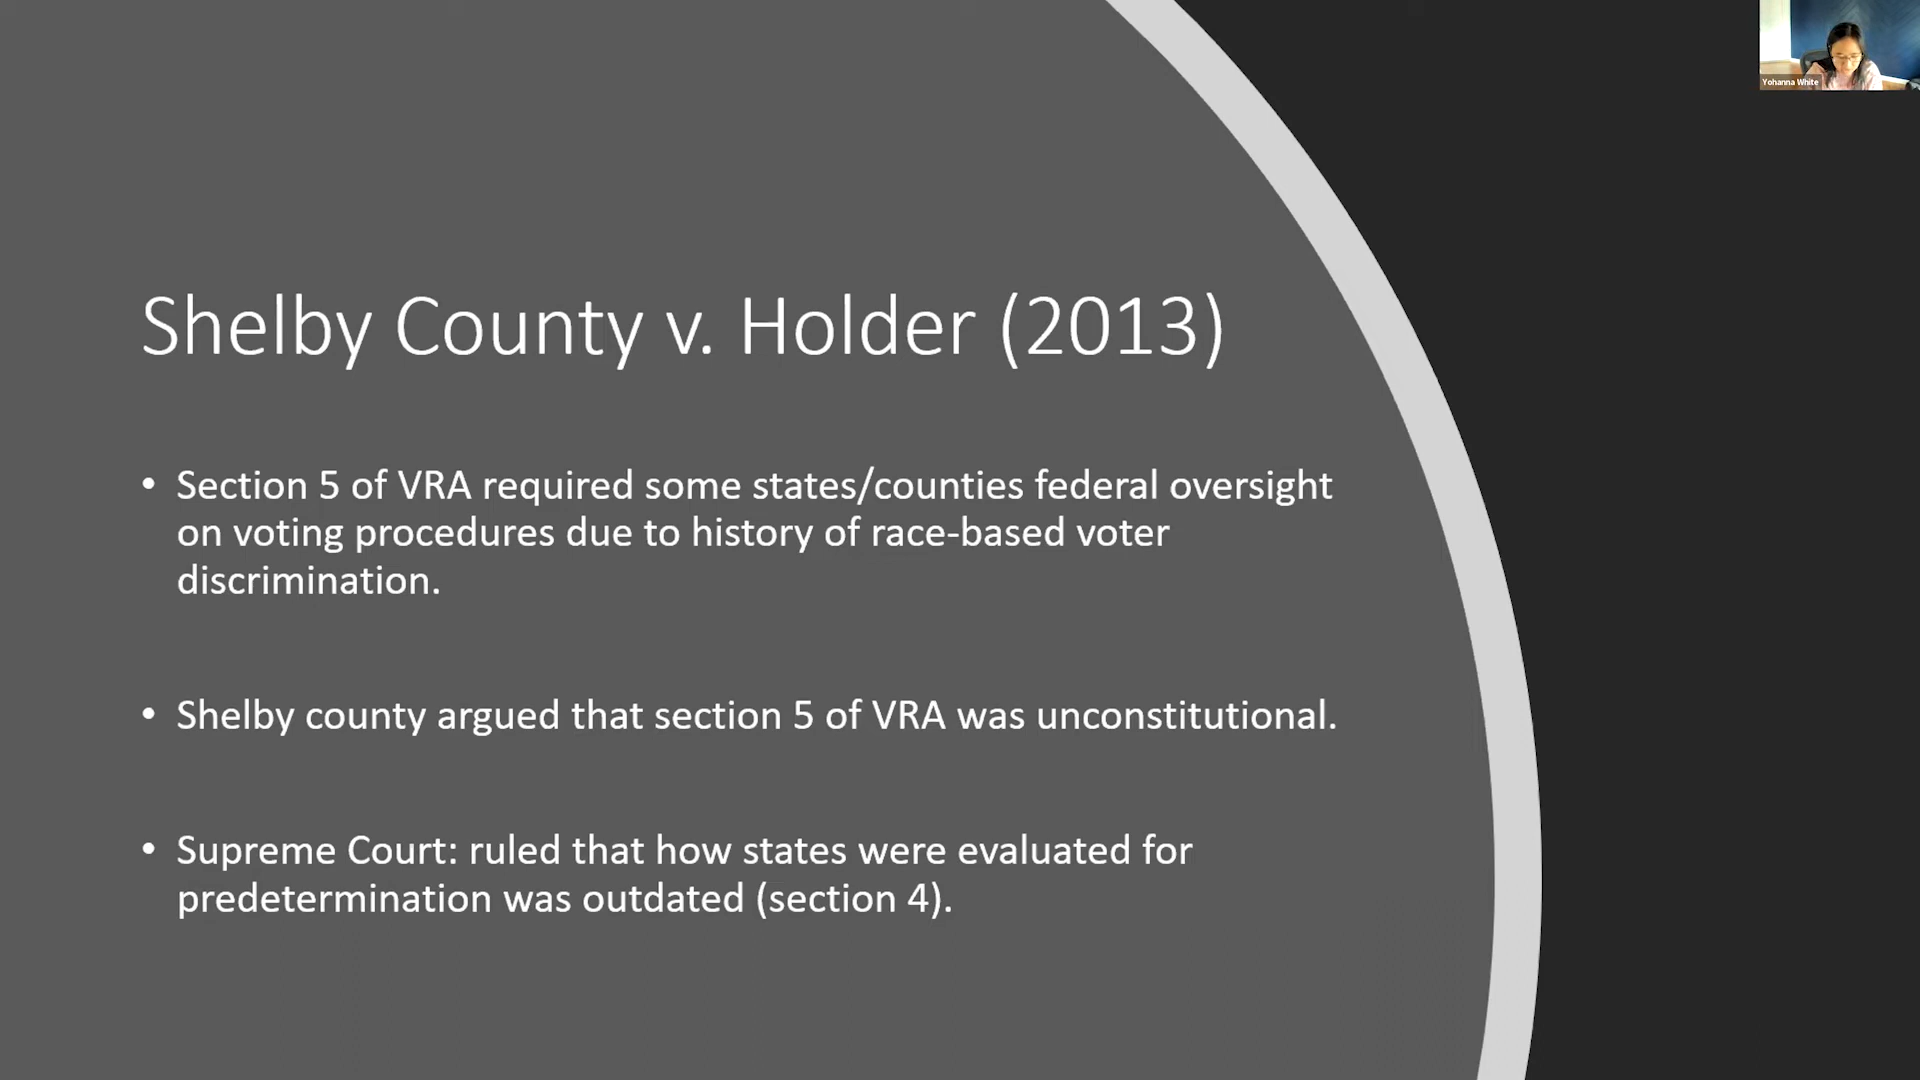 Yohanna White
Shelby County v. Holder (2013)
• Section 5 of VRA required some states/counties federal oversight
on voting procedures due to history of race-based voter
discrimination.
• Shelby county argued that section 5 of VRA was unconstitutional.
• Supreme Court: ruled that how states were evaluated for
predetermination was outdated (section 4).